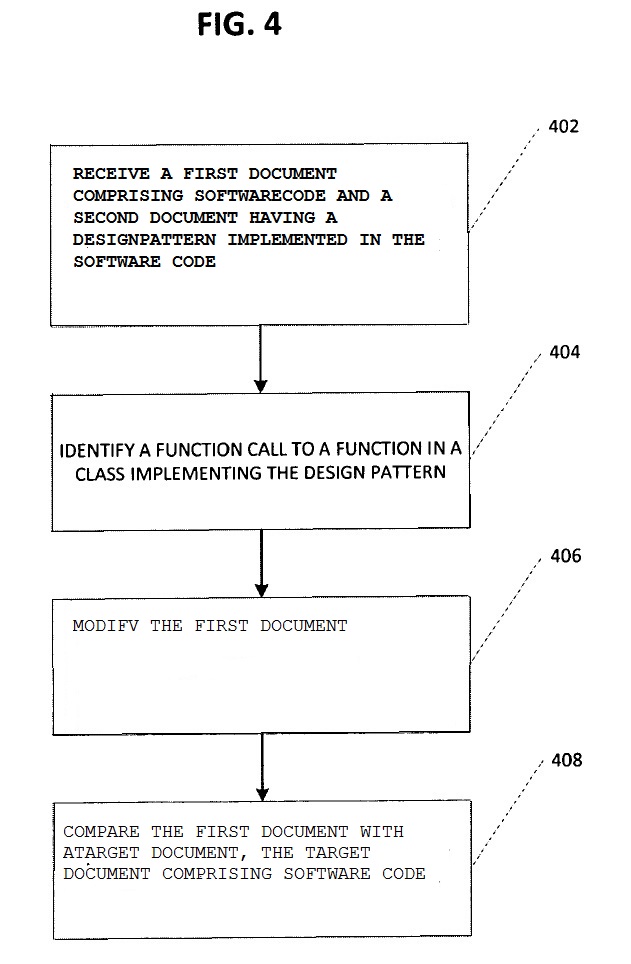 FIG. 4
402
RECEIVE A FIRST DOCUMENT
COMPRISING SOFTWARECODE AND A
SECOND DOCUMENT HAVING A
DESIGNPATTERN IMPLEMENTED IN THE
SOFTWARE CODE
404
IDENTIFY A FUNCTION CALL TO A FUNCTION IN A
CLASS IMPLEMENTING THE DESIGN PATTERN
406
MODIFV THE FIRST DOCUMENT
408
COMPARE THE FIRST DOCUMENT WITH
ATARGET DOCUMENT, THE TARGET
DOCUMENT COMPRISING SOFTWARE CODE